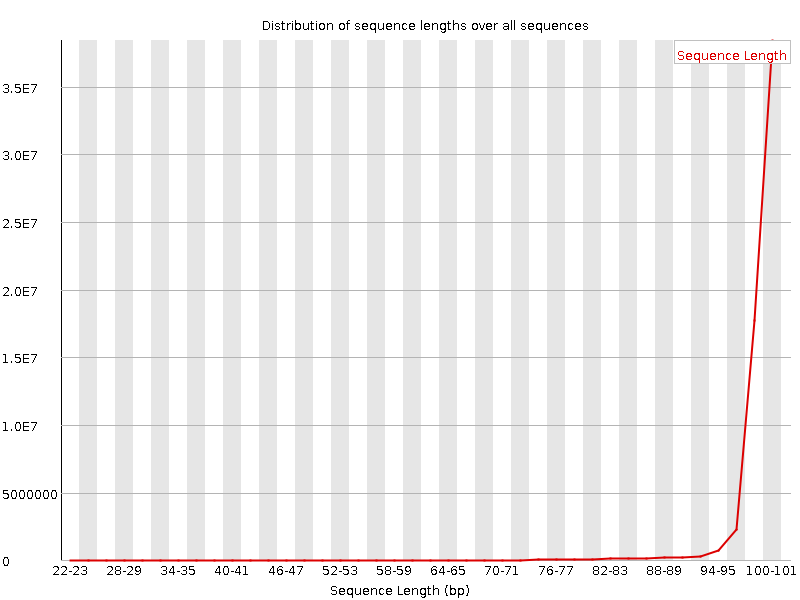 Distribution of sequence lengths over all sequences
Sequence Length
3.5E7
3.0E7
2.5E7
2.0E7
1.5E7
1.0E7
5000000
0
22-23 28-29 34-35 40-41 46-47 52-53 58-59 64-65 70-71 76-77 82-83 88-89 94-95 100-101
Sequence Length (bp)